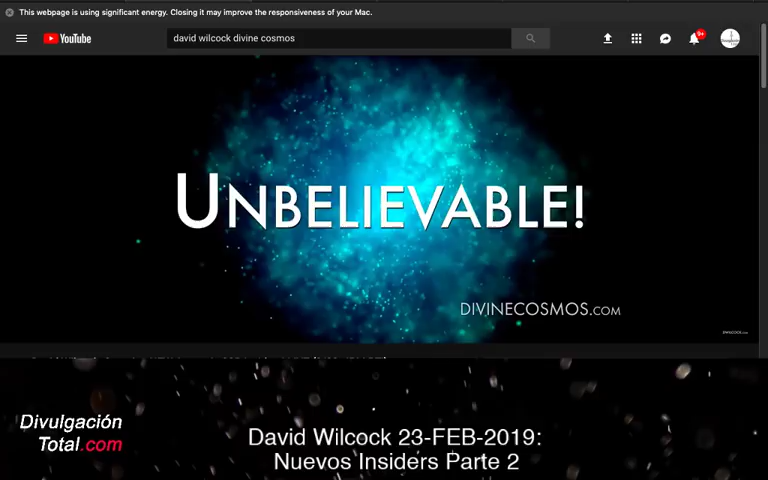 This webpage is using significant energy. Closing it may improve the responsiveness of your Mac.
YouTube
david wilcock divine cosmos
9+
UNBELIEVABLE!
DIVINECOSMOS.COM
Divulgación
Total.com
David Wilcock 23-FEB-2019:
Nuevos Insiders Parte 2